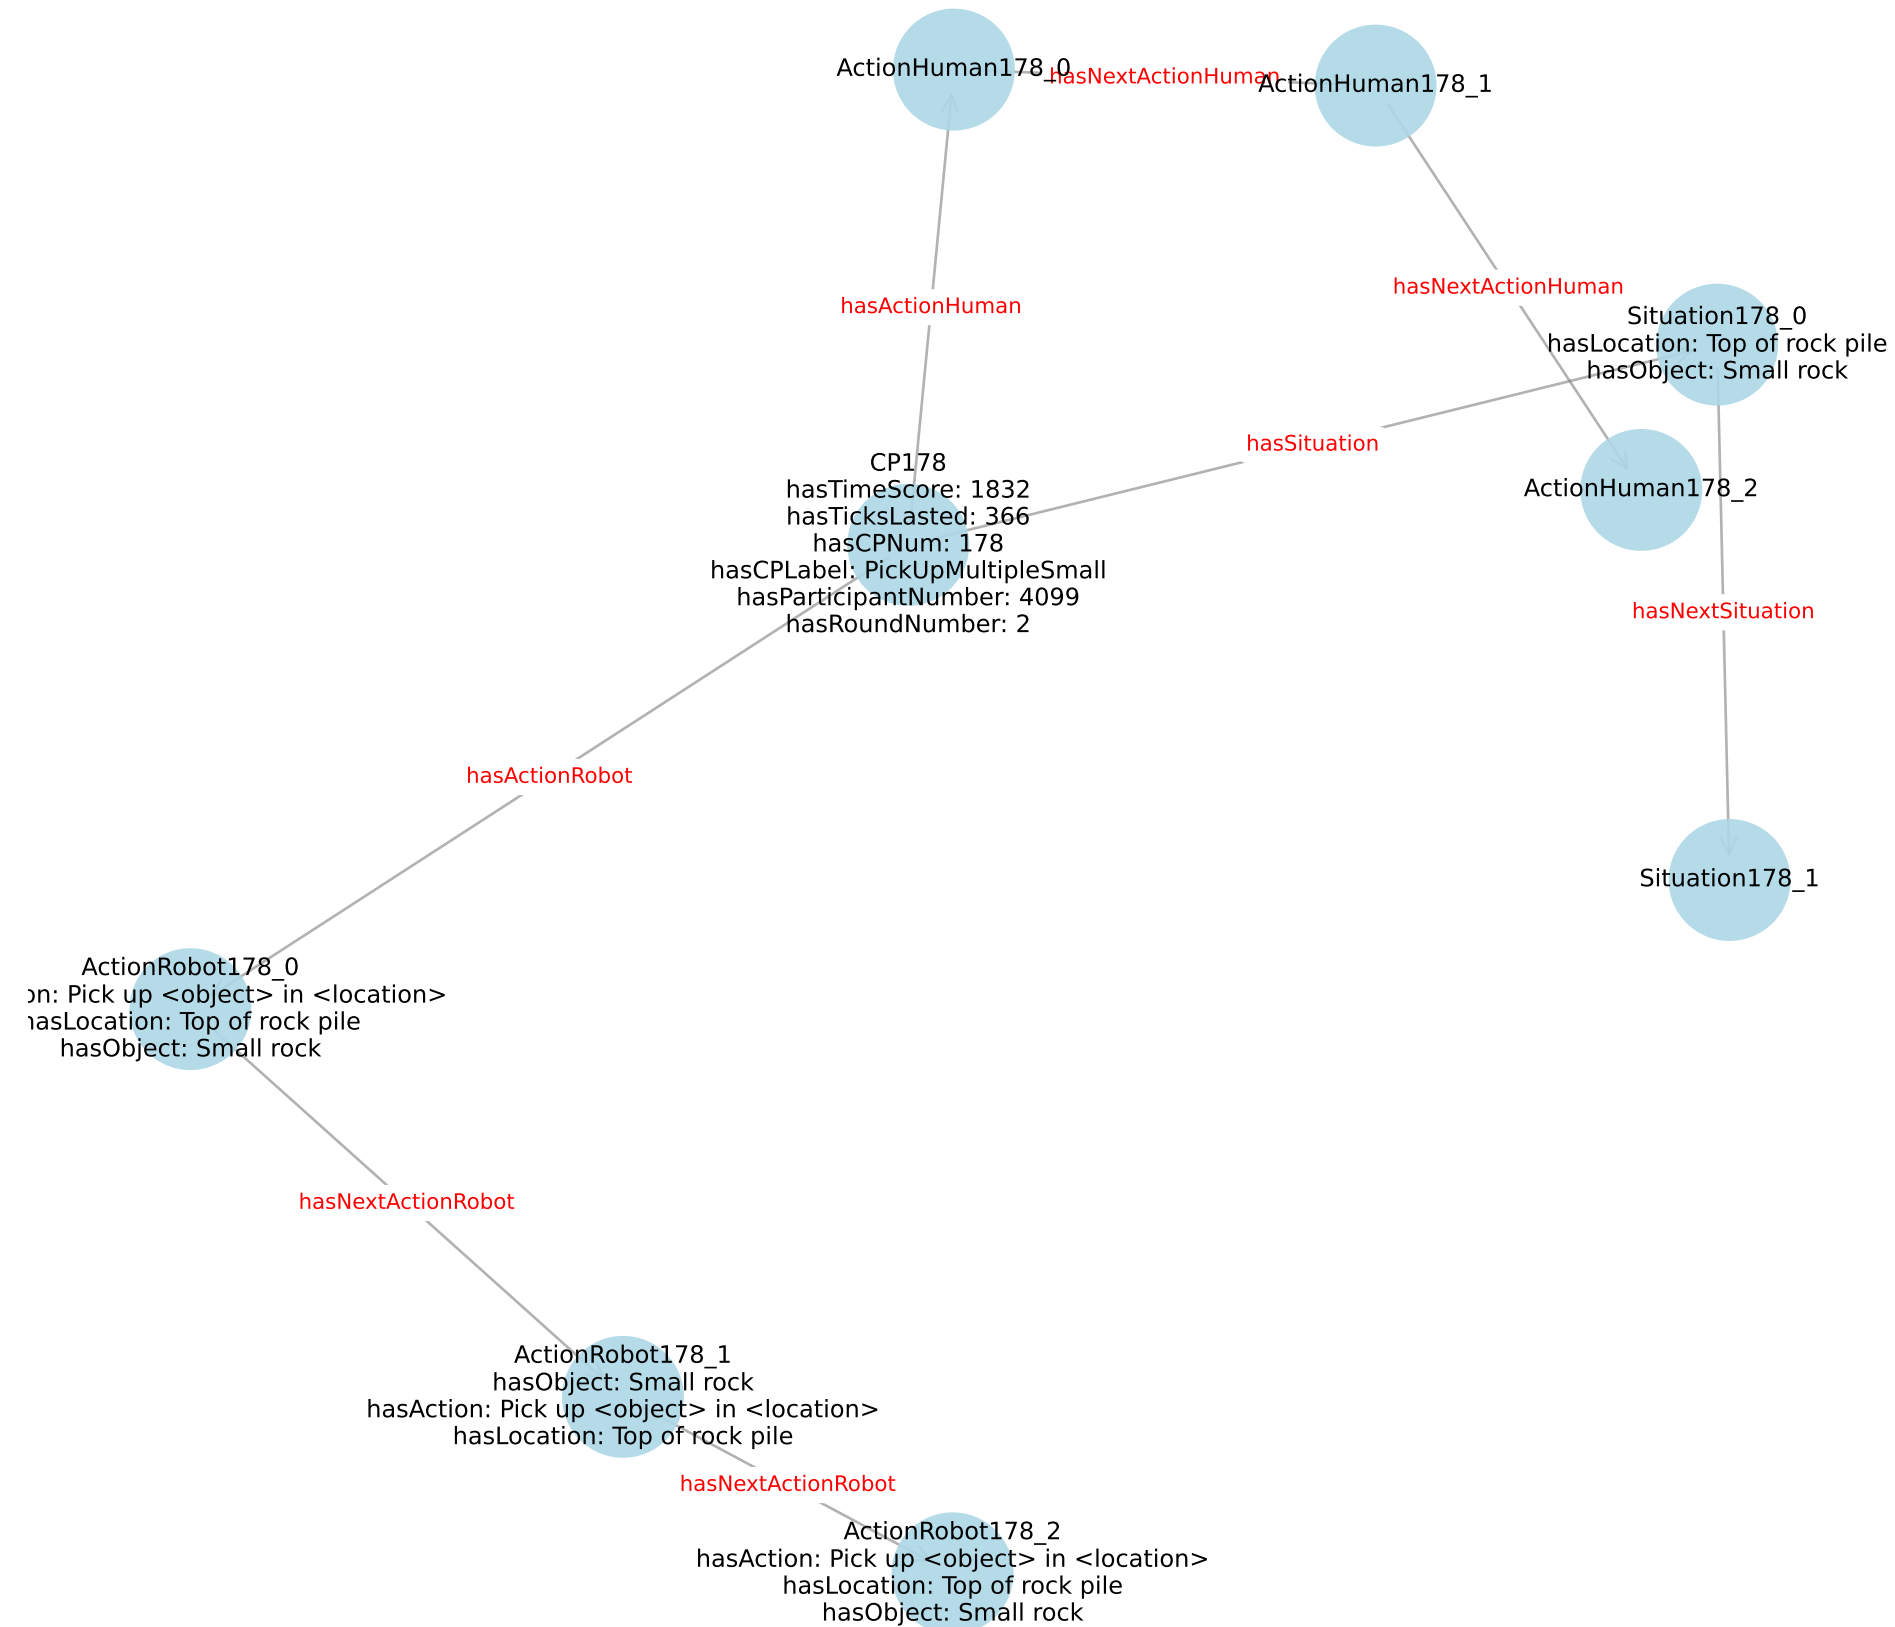 ActionHuman178_0
hasNextActionHuman
ActionHuman178_1
hasActionHuman
hasNextActionHuman
Situation178_0
hasLocation: Top of rock pile
hasObject: Small rock
hasSituation
ActionHuman178_2
CP178
hasTimeScore: 1832
hasTicksLasted: 366
hasCPNum: 178
hasCPLabel: PickUpMultipleSmall
hasParticipantNumber: 4099
hasRoundNumber: 2
hasNextSituation
hasActionRobot
Situation178_1
ActionRobot178_0
on: Pick up <object> in <location>
hasLocation: Top of rock pile
hasObject: Small rock
hasNextActionRobot
ActionRobot178_1
hasObject: Small rock
hasAction: Pick up <object> in <location>
hasLocation: Top of rock pile
hasNextActionRobot
ActionRobot178_2
hasAction: Pick up <object> in <location>
hasLocation: Top of rock pile
hasObject: Small rock